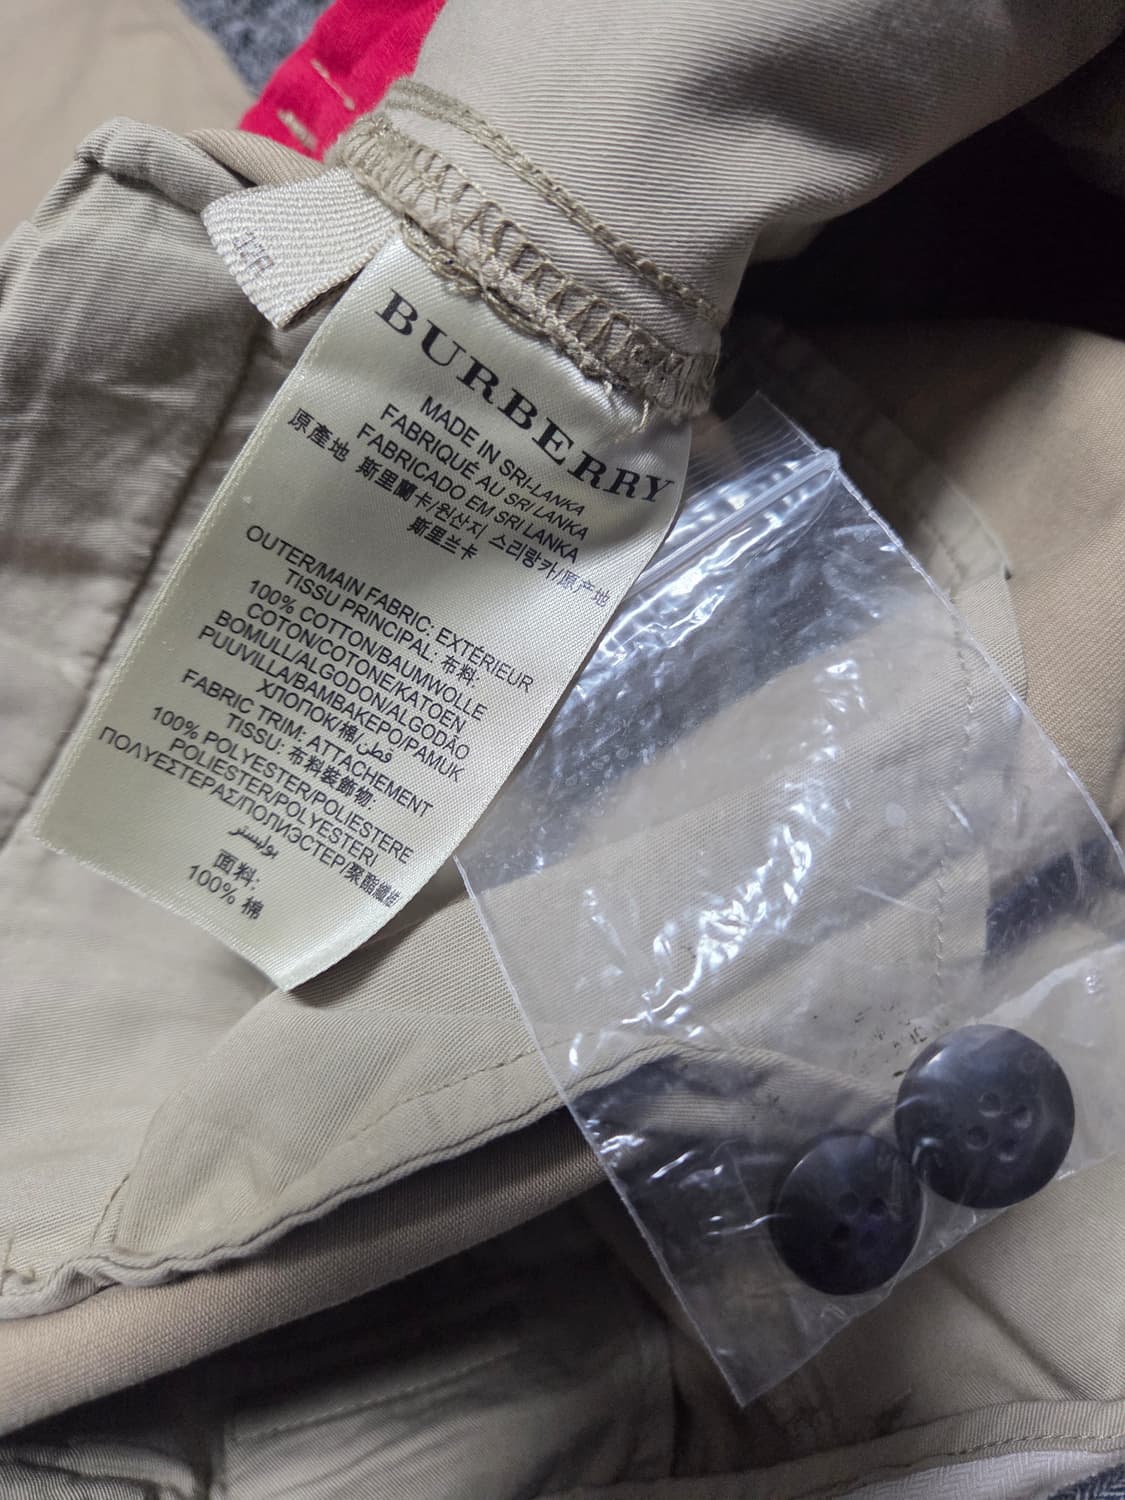 32R
BURBERRY
MADE IN SRI-LANKA
FABRIQUÉ AU SRI LANKA
FABRICADO EM SRI LANKA
原產地 斯里蘭卡/원산지 스리랑카/原产地
斯里兰卡
OUTER/MAIN FABRIC: EXTÉRIEUR
TISSU PRINCIPAL: 布料:
100% COTTON/BAUMWOLLE
COTON/COTONE/KATOEN
BOMULL/ALGODON/ALGODÃO
PUUVILLA/ΒΑΜΒΑΚΕΡΟ/PAMUK
ХЛОПОК/棉/قطن
FABRIC TRIM: ATTACHEMENT
TISSU: 布料裝飾物:
100% POLYESTER/POLIESTERE
POLIESTER/POLYESTERI
ΠΟΛΥΕΣΤΕΡΑΣ/ПОЛИЭСТЕР/聚酯纖維
بوليستر
面料:
100% 棉